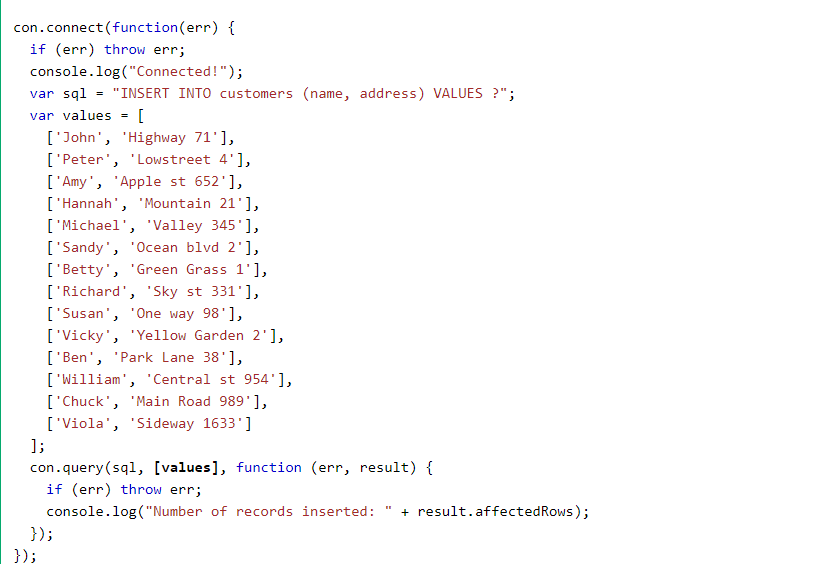 con.connect(function(err) {
  if (err) throw err;
  console.log("Connected!");
  var sql = "INSERT INTO customers (name, address) VALUES ?";
  var values = [
    ['John', 'Highway 71'],
    ['Peter', 'Lowstreet 4'],
    ['Amy', 'Apple st 652'],
    ['Hannah', 'Mountain 21'],
    ['Michael', 'Valley 345'],
    ['Sandy', 'Ocean blvd 2'],
    ['Betty', 'Green Grass 1'],
    ['Richard', 'Sky st 331'],
    ['Susan', 'One way 98'],
    ['Vicky', 'Yellow Garden 2'],
    ['Ben', 'Park Lane 38'],
    ['William', 'Central st 954'],
    ['Chuck', 'Main Road 989'],
    ['Viola', 'Sideway 1633']
  ];
  con.query(sql, [values], function (err, result) {
    if (err) throw err;
    console.log("Number of records inserted: " + result.affectedRows);
  });
});